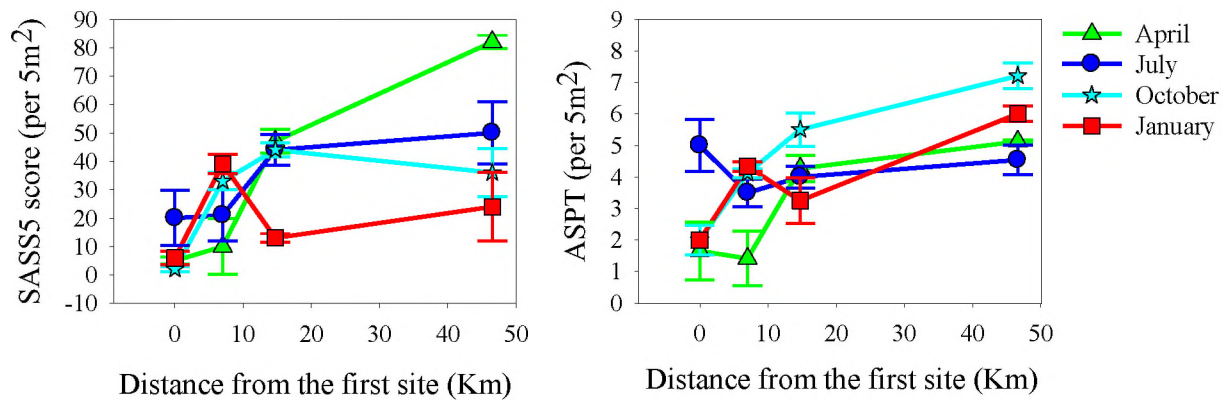 SASS5 score (per 5m²)
90
80
70
60
50
40
30
20
10
0
-10
0 10 20 30 40 50
Distance from the first site (Km)
ASPT (per 5m²)
9
8
7
6
5
4
3
2
1
0
0 10 20 30 40 50
Distance from the first site (Km)
April
July
October
January